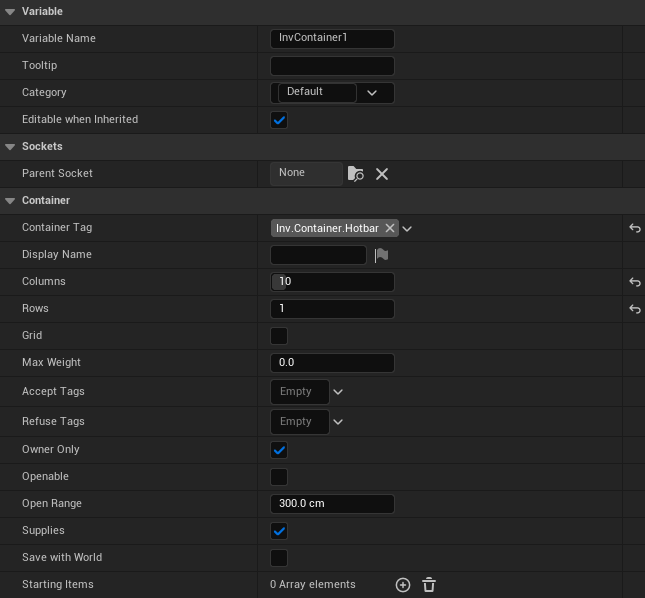 Variable
Variable Name InvContainer1
Tooltip
Category Default
Editable when Inherited
Sockets
Parent Socket None
Container
Container Tag Inv.Container.Hotbar
Display Name
Columns 10
Rows 1
Grid
Max Weight 0.0
Accept Tags Empty
Refuse Tags Empty
Owner Only
Openable
Open Range 300.0 cm
Supplies
Save with World
Starting Items 0 Array elements